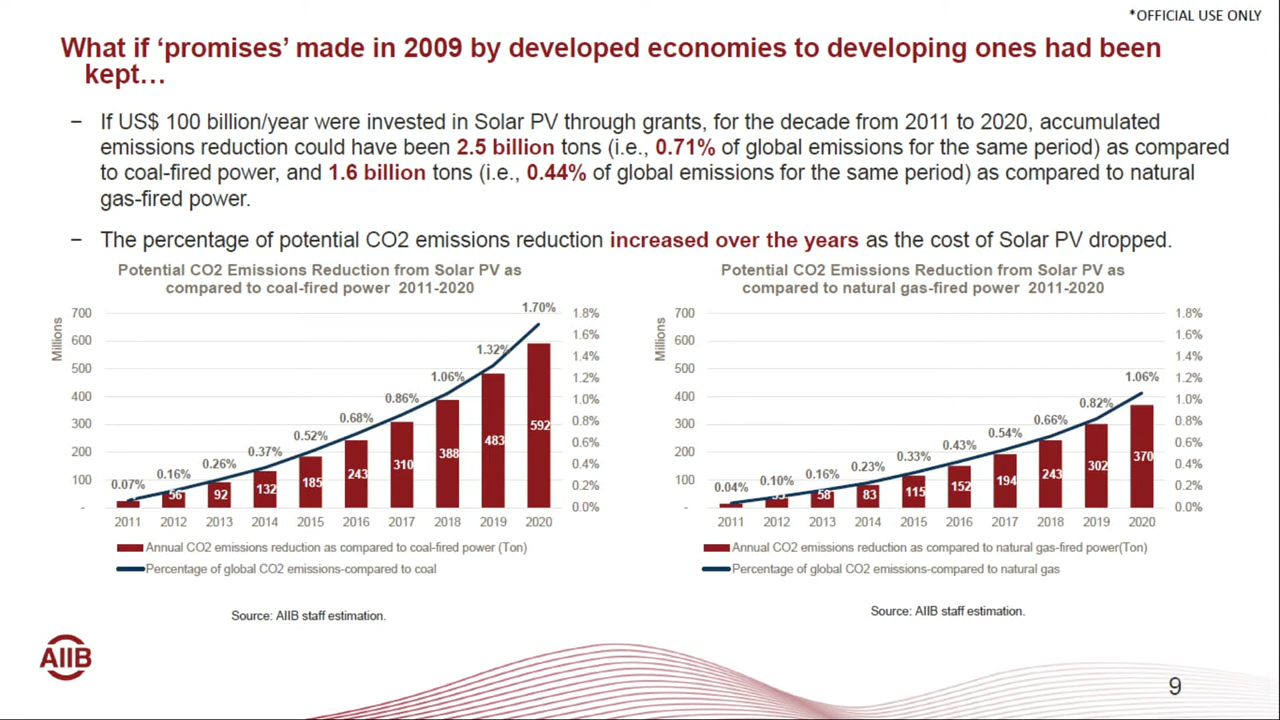 *OFFICIAL USE ONLY
What if ‘promises’ made in 2009 by developed economies to developing ones had been
kept…
− If US$ 100 billion/year were invested in Solar PV through grants, for the decade from 2011 to 2020, accumulated
emissions reduction could have been 2.5 billion tons (i.e., 0.71% of global emissions for the same period) as compared
to coal-fired power, and 1.6 billion tons (i.e., 0.44% of global emissions for the same period) as compared to natural
gas-fired power.
− The percentage of potential CO2 emissions reduction increased over the years as the cost of Solar PV dropped.
Potential CO2 Emissions Reduction from Solar PV as
compared to coal-fired power 2011-2020
Millions
700
600
500
400
300
200
100
-
1.8%
1.6%
1.4%
1.2%
1.0%
0.8%
0.6%
0.4%
0.2%
0.0%
0.07% 0.16% 0.26% 0.37% 0.52% 0.68% 0.86% 1.06% 1.32% 1.70%
56 92 132 185 243 310 388 483 592
2011 2012 2013 2014 2015 2016 2017 2018 2019 2020
Annual CO2 emissions reduction as compared to coal-fired power (Ton)
Percentage of global CO2 emissions-compared to coal
Source: AIIB staff estimation.
Potential CO2 Emissions Reduction from Solar PV as
compared to natural gas-fired power 2011-2020
Millions
700
600
500
400
300
200
100
-
1.8%
1.6%
1.4%
1.2%
1.0%
0.8%
0.6%
0.4%
0.2%
0.0%
0.04% 0.10% 0.16% 0.23% 0.33% 0.43% 0.54% 0.66% 0.82% 1.06%
58 83 115 152 194 243 302 370
2011 2012 2013 2014 2015 2016 2017 2018 2019 2020
Annual CO2 emissions reduction as compared to natural gas-fired power(Ton)
Percentage of global CO2 emissions-compared to natural gas
Source: AIIB staff estimation.
AIIB
9